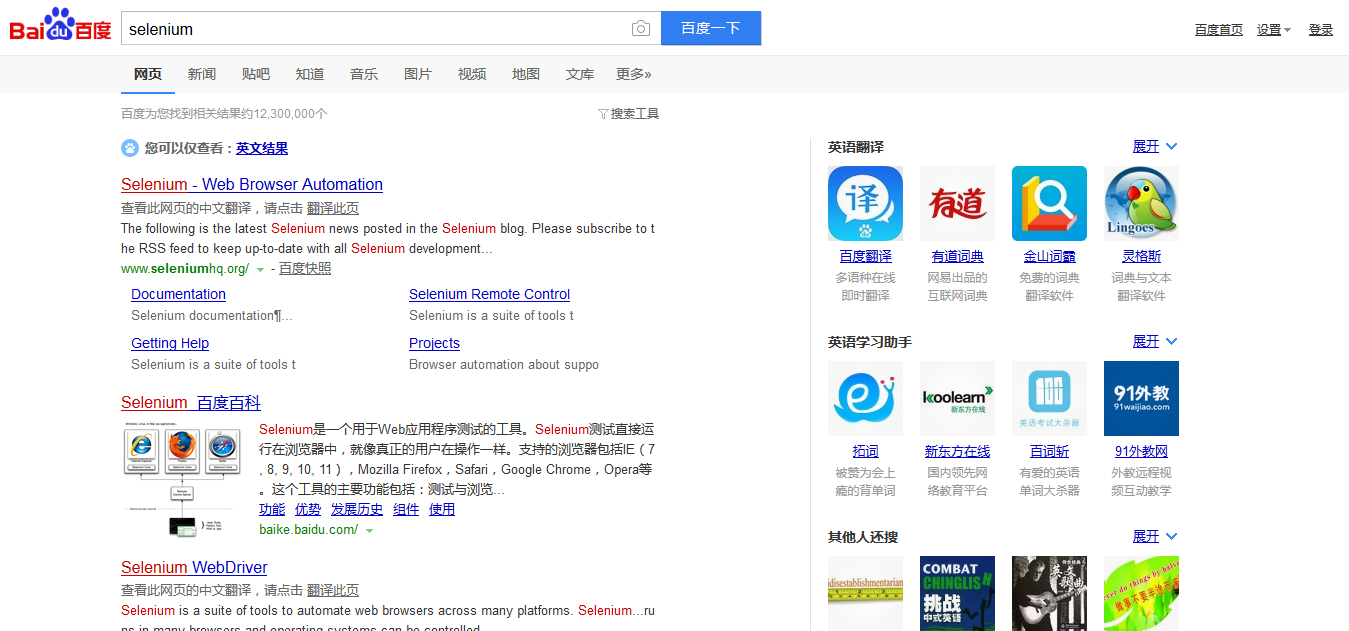 Bai du 百度
selenium
百度一下
百度首页 设置 登录
网页 新闻 贴吧 知道 音乐 图片 视频 地图 文库 更多»
百度为您找到相关结果约12,300,000个
搜索工具
您可以仅查看：英文结果
Selenium - Web Browser Automation
查看此网页的中文翻译，请点击 翻译此页
The following is the latest Selenium news posted in the Selenium blog. Please subscribe to t
he RSS feed to keep up-to-date with all Selenium development...
www.seleniumhq.org/ - 百度快照
Documentation
Selenium documentation¶...
Selenium Remote Control
Selenium is a suite of tools t
Getting Help
Selenium is a suite of tools t
Projects
Browser automation about suppo
Selenium_百度百科
Selenium是一个用于Web应用程序测试的工具。Selenium测试直接运
行在浏览器中，就像真正的用户在操作一样。支持的浏览器包括IE（7
, 8, 9, 10, 11），Mozilla Firefox，Safari，Google Chrome，Opera等
。这个工具的主要功能包括：测试与浏览...
功能 优势 发展历史 组件 使用
baike.baidu.com/
Selenium WebDriver
查看此网页的中文翻译，请点击 翻译此页
Selenium is a suite of tools to automate web browsers across many platforms. Selenium...ru
ns in many browsers and operating systems can be controlled
英语翻译
展开
译
有道
Lingoes
百度翻译 有道词典 金山词霸 灵格斯
多语种在线 网易出品的 免费的词典 词典与文本
即时翻译 互联网词典 翻译软件 翻译软件
英语学习助手
展开
koolearn
新东方在线
100
英语考试大杀器
91外教
91waijiao.com
拓词 新东方在线 百词斩 91外教网
被赞为会上 国内领先网 有爱的英语 外教远程视
瘾的背单词 络教育平台 单词大杀器 频互动教学
其他人还搜
展开
idisestablishmentarian
COMBAT
CHINGLISH
挑战
中式英语
英文歌曲
ver do things by halve
做事不要半途而废